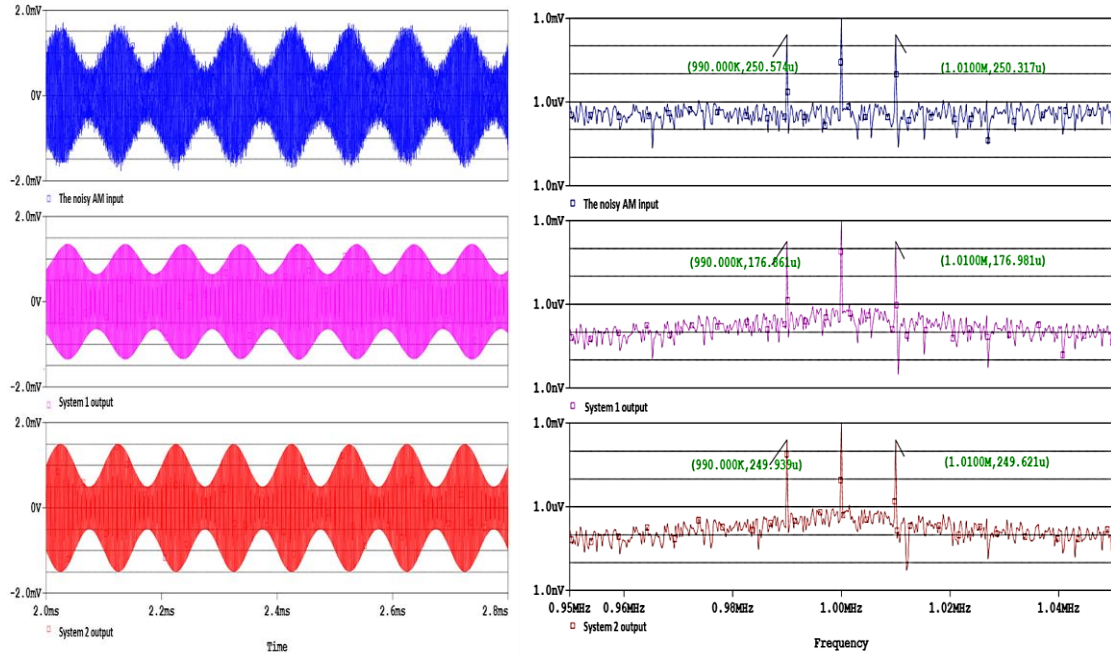 2.0mV
0V
-2.0mV
The noisy AM input
2.0mV
0V
-2.0mV
System 1 output
2.0mV
0V
-2.0mV
2.0ms 2.2ms 2.4ms 2.6ms 2.8ms
System 2 output
Time
1.0mV
(990.000K,250.574u) (1.0100M,250.317u)
1.0uV
1.0nV
The noisy AM input
1.0mV
(990.000K,176.861u) (1.0100M,176.981u)
1.0uV
1.0nV
System 1 output
1.0mV
(990.000K,249.939u) (1.0100M,249.621u)
1.0uV
1.0nV
0.95MHz 0.96MHz 0.98MHz 1.00MHz 1.02MHz 1.04MHz
System 2 output
Frequency